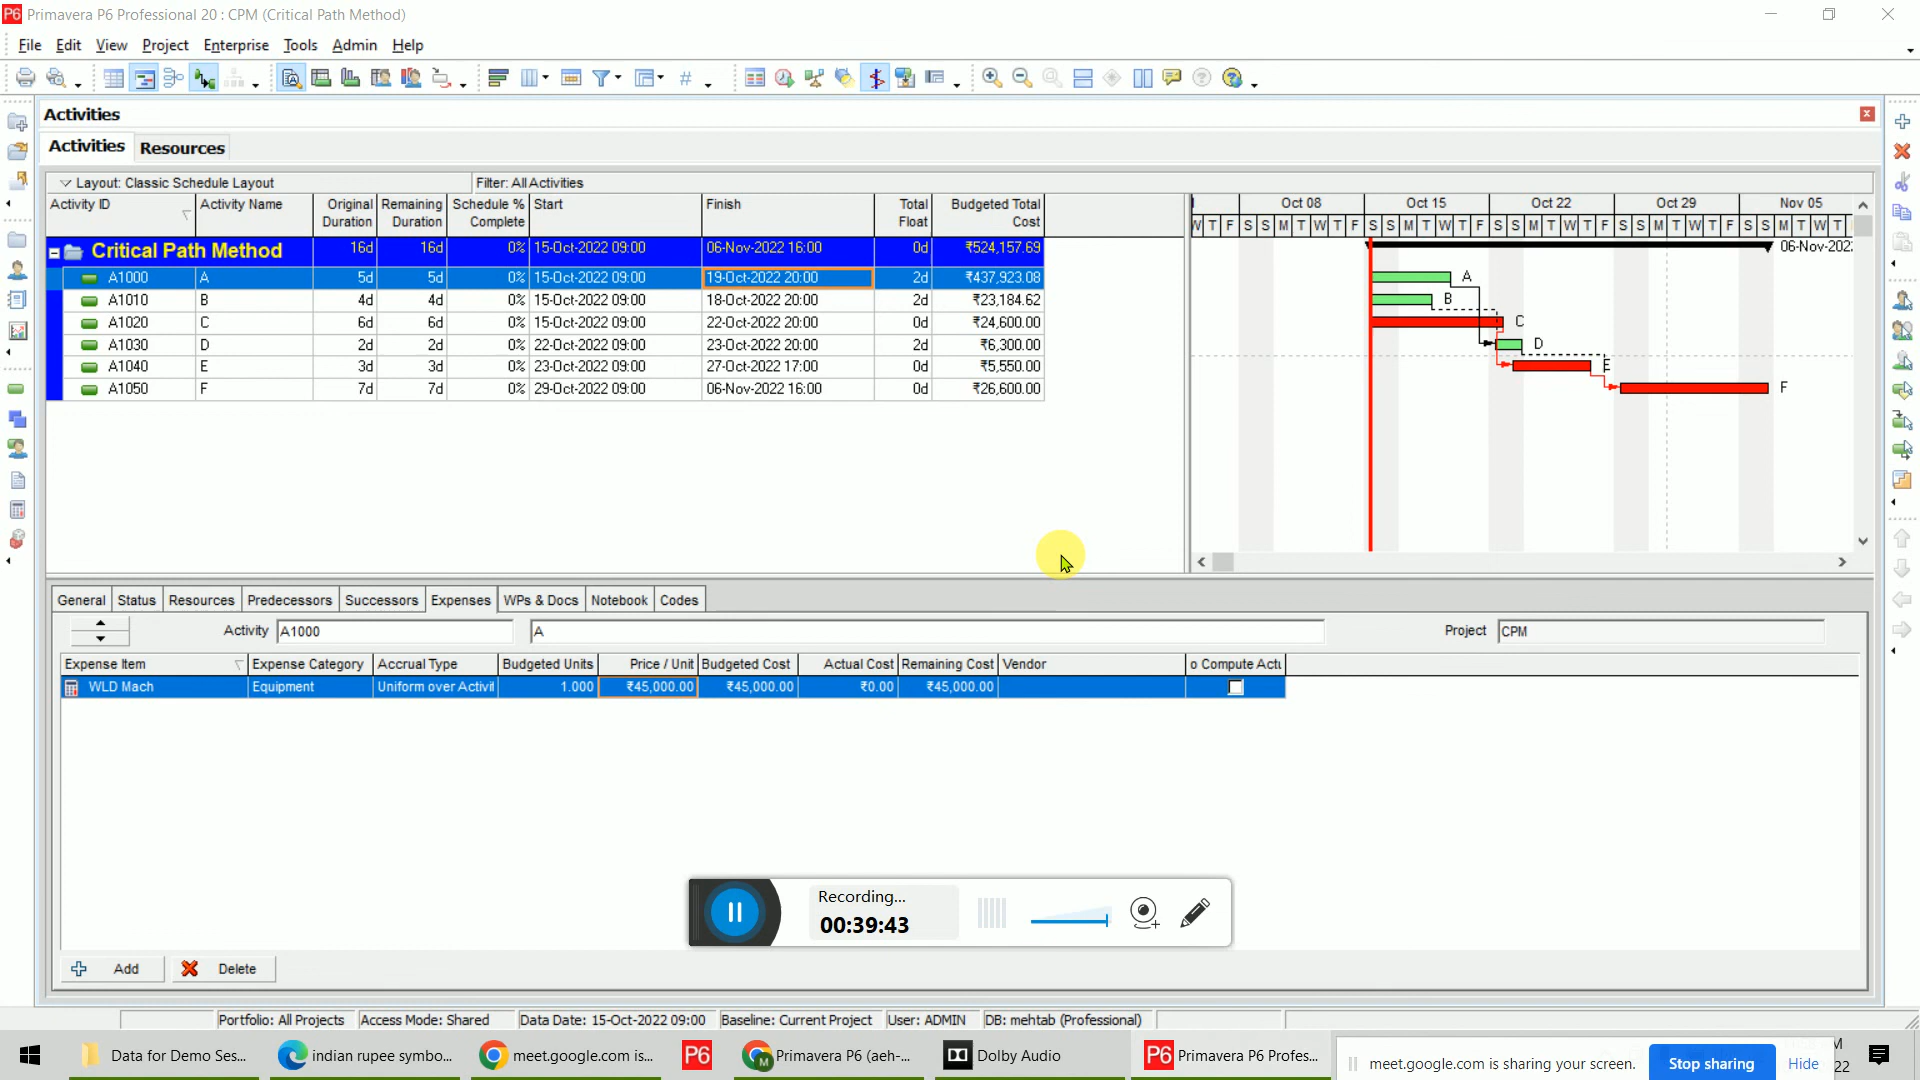 Primavera P6 Professional 20 : CPM (Critical Path Method)
File Edit View Project Enterprise Tools Admin Help
Activities
Activities Resources
Layout: Classic Schedule Layout Filter: All Activities
Activity ID Activity Name Original Duration Remaining Duration Schedule % Complete Start Finish Total Float Budgeted Total Cost
Oct 08 Oct 15 Oct 22 Oct 29 Nov 05
W T F S S M T W T F S S M T W T F S S M T W T F S S M T W T F S S M T W T
Critical Path Method 16d 16d 0% 15-Oct-2022 09:00 06-Nov-2022 16:00 0d ₹524,157.69 06-Nov-2022
A1000 A 5d 5d 0% 15-Oct-2022 09:00 19-Oct-2022 20:00 2d ₹437,923.08 A
A1010 B 4d 4d 0% 15-Oct-2022 09:00 18-Oct-2022 20:00 2d ₹23,184.62 B
A1020 C 6d 6d 0% 15-Oct-2022 09:00 22-Oct-2022 20:00 0d ₹24,600.00 C
A1030 D 2d 2d 0% 22-Oct-2022 09:00 23-Oct-2022 20:00 2d ₹6,300.00 D
A1040 E 3d 3d 0% 23-Oct-2022 09:00 27-Oct-2022 17:00 0d ₹5,550.00 E
A1050 F 7d 7d 0% 29-Oct-2022 09:00 06-Nov-2022 16:00 0d ₹26,600.00 F
General Status Resources Predecessors Successors Expenses WPs & Docs Notebook Codes
Activity A1000 A Project CPM
Expense Item Expense Category Accrual Type Budgeted Units Price / Unit Budgeted Cost Actual Cost Remaining Cost Vendor o Compute Actu
WLD Mach Equipment Uniform over Activit 1.000 ₹45,000.00 ₹45,000.00 ₹0.00 ₹45,000.00
Recording...
00:39:43
Add Delete
Portfolio: All Projects Access Mode: Shared Data Date: 15-Oct-2022 09:00 Baseline: Current Project User: ADMIN DB: mehtab (Professional)
Data for Demo Ses... indian rupee symbo... meet.google.com is... P6 Primavera P6 (aeh-... Dolby Audio Primavera P6 Profes... meet.google.com is sharing your screen. Stop sharing Hide